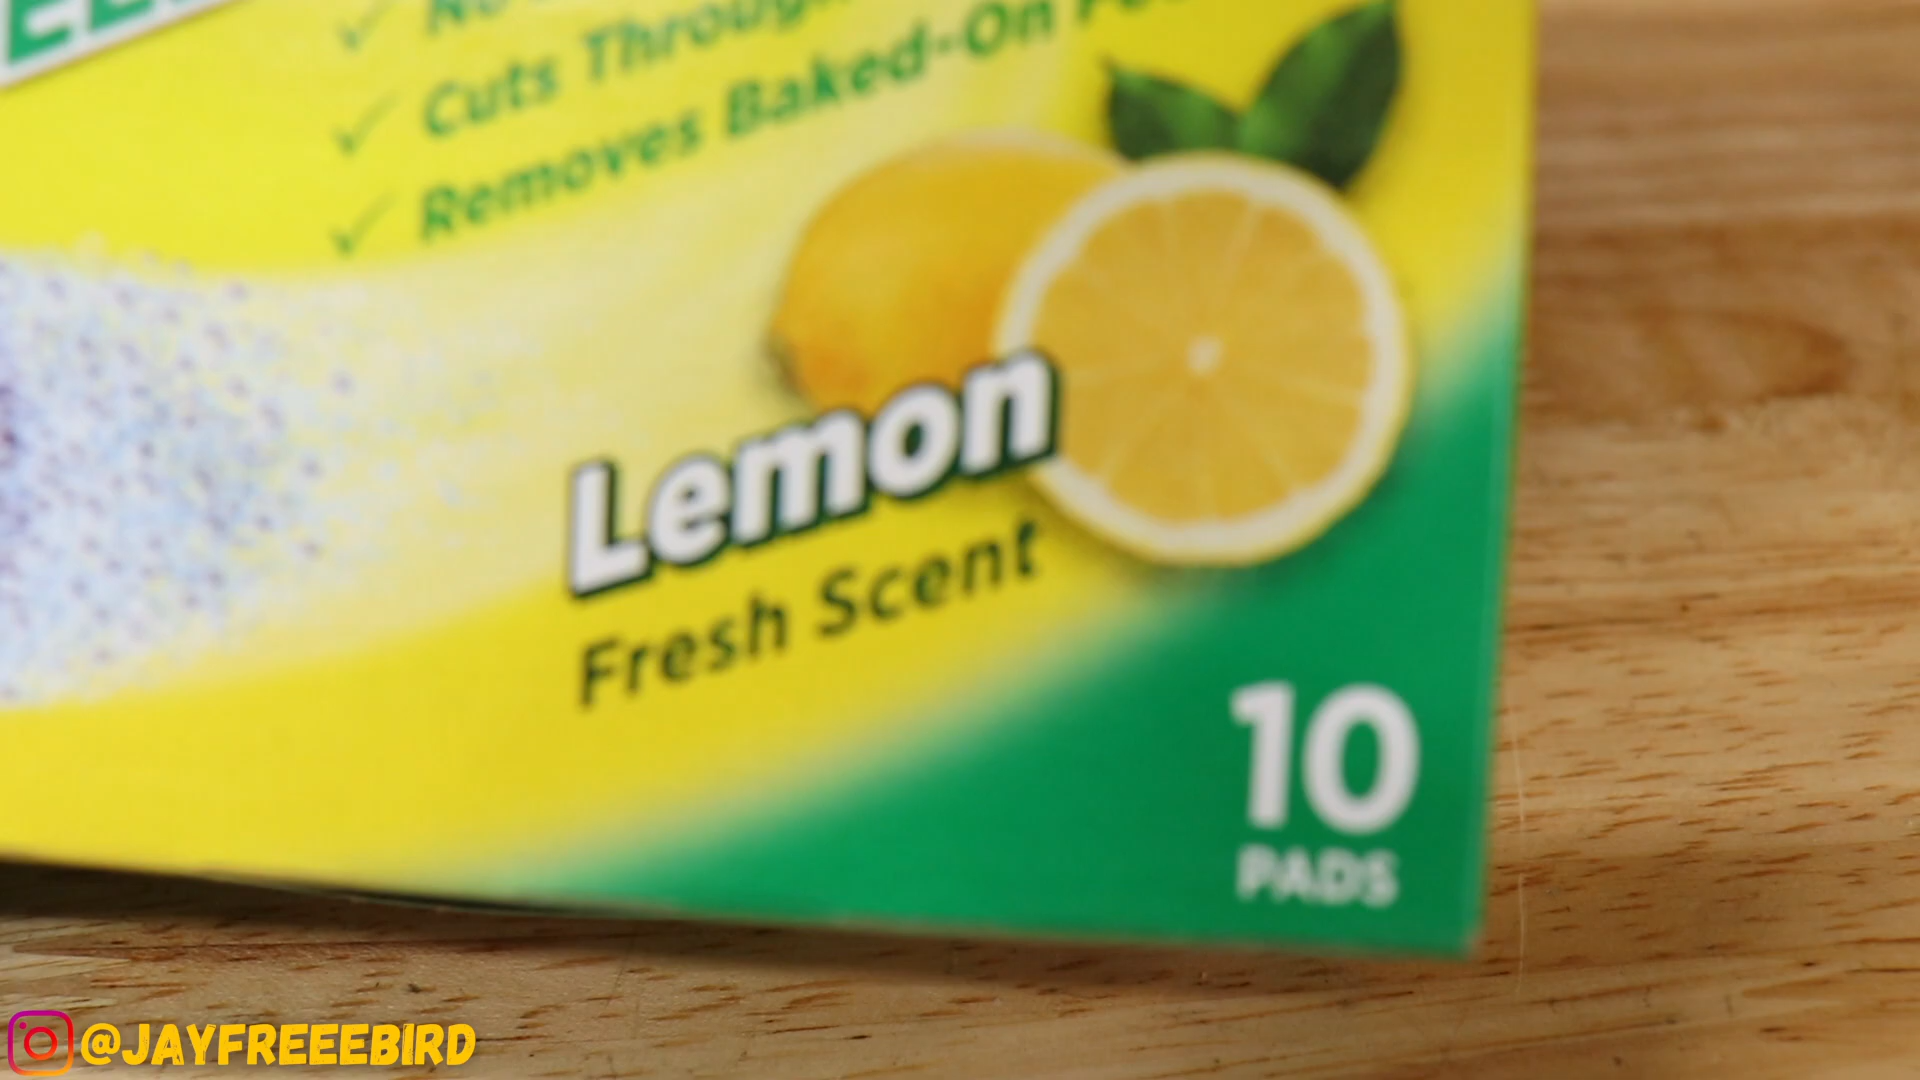 Cuts Through
Removes Baked-On
Lemon
Fresh Scent
10
PADS
@JAYFREEEBIRD